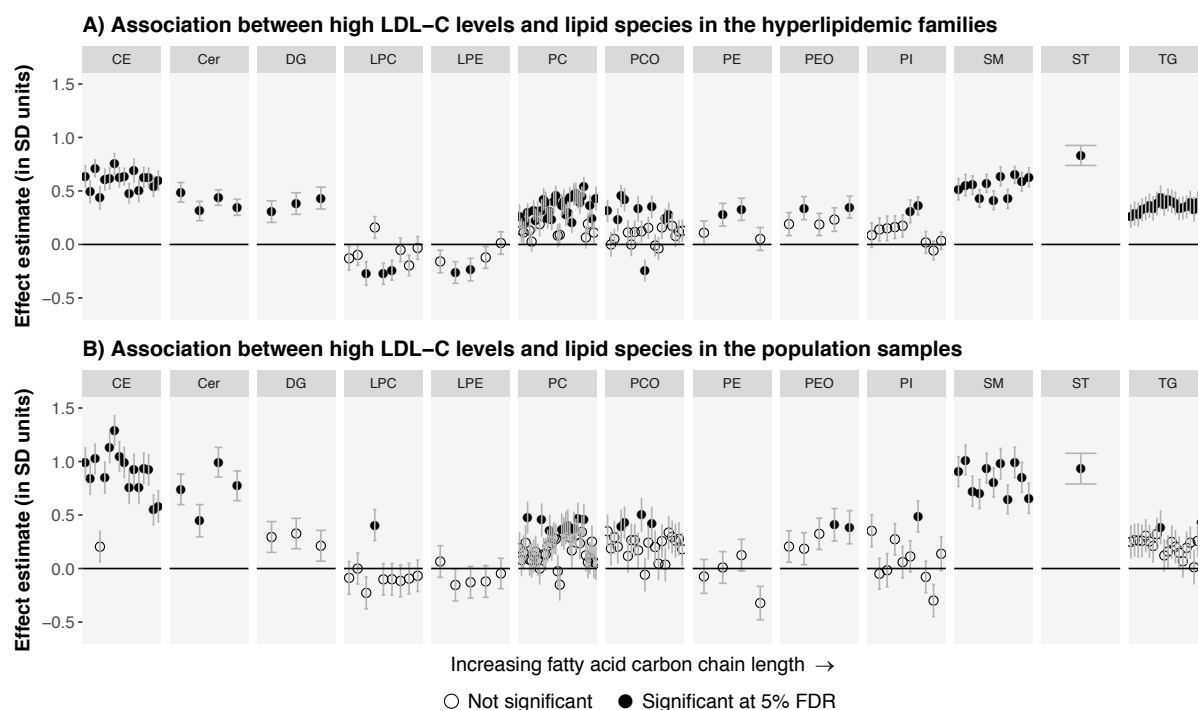 A) Association between high LDL–C levels and lipid species in the hyperlipidemic families
CE Cer DG LPC LPE PC PCO PE PEO PI SM ST TG
Effect estimate (in SD units)
1.5
1.0
0.5
0.0
−0.5
B) Association between high LDL–C levels and lipid species in the population samples
CE Cer DG LPC LPE PC PCO PE PEO PI SM ST TG
Effect estimate (in SD units)
1.5
1.0
0.5
0.0
−0.5
Increasing fatty acid carbon chain length →
Not significant Significant at 5% FDR